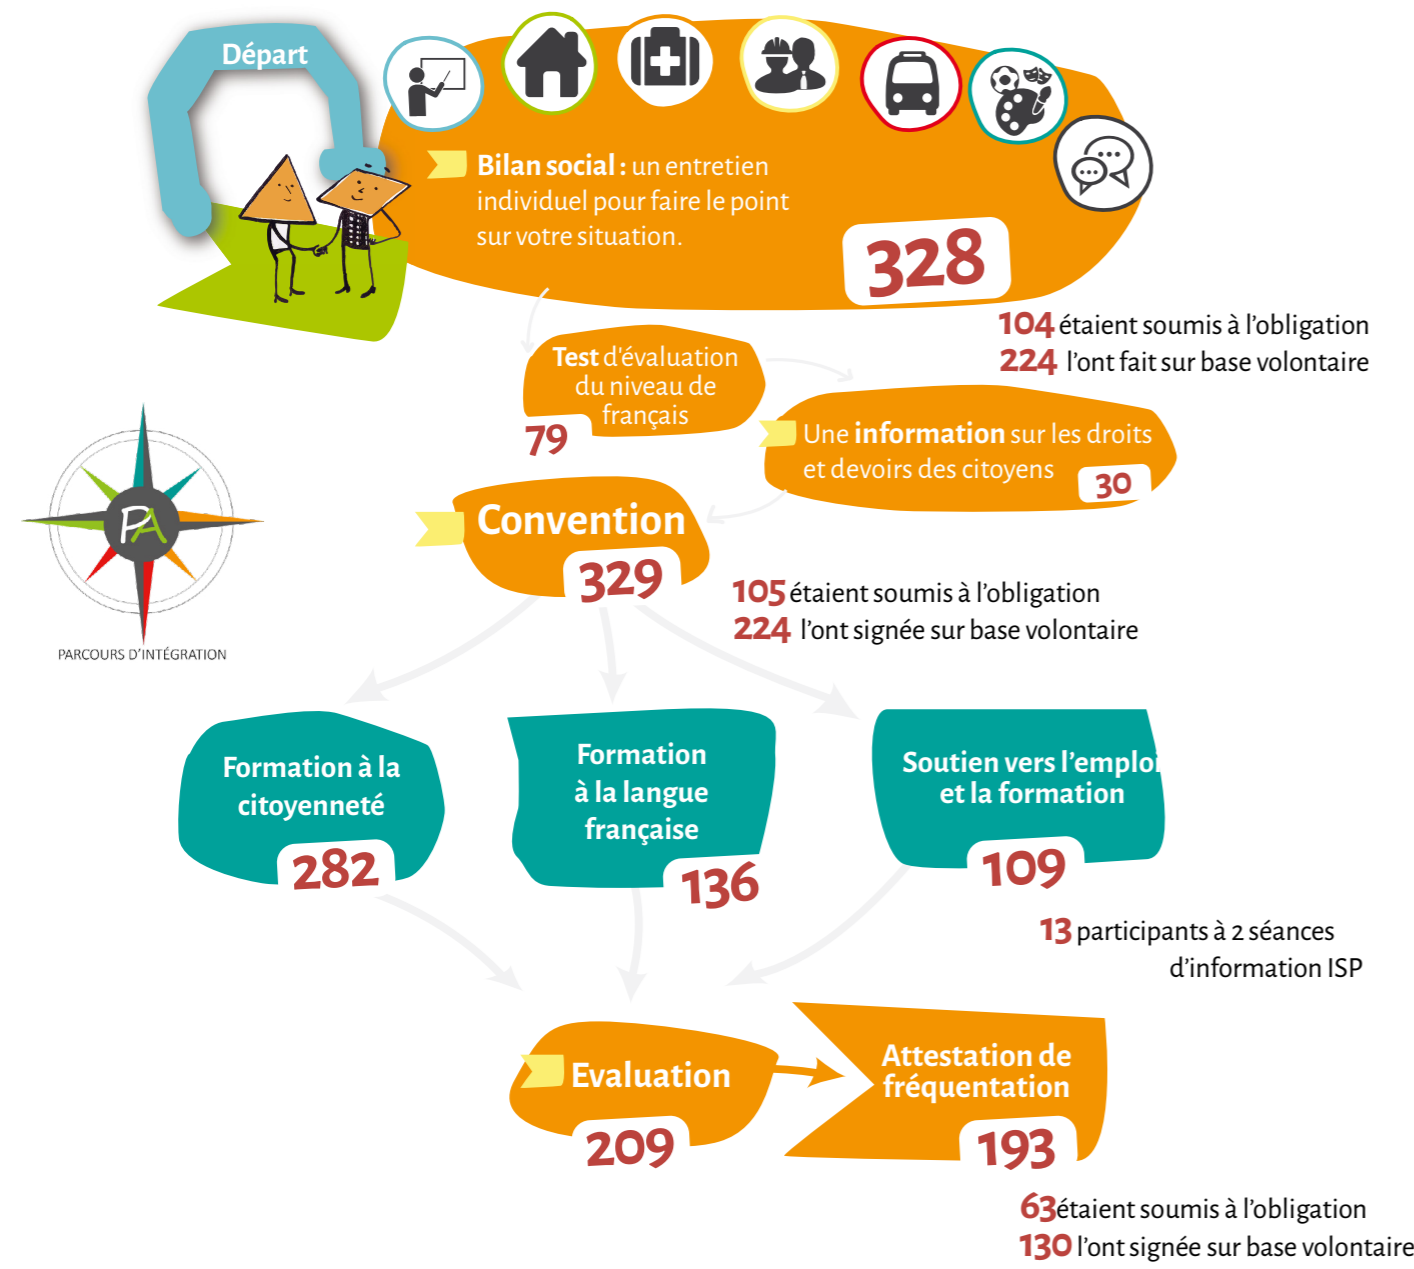 Départ
Bilan social : un entretien
individuel pour faire le point
sur votre situation.
328
104 étaient soumis à l’obligation
224 l’ont fait sur base volontaire
Test d'évaluation
du niveau de
français
79
Une information sur les droits
et devoirs des citoyens
30
Convention
329
105 étaient soumis à l’obligation
224 l’ont signée sur base volontaire
PA
PARCOURS D’INTÉGRATION
Formation à la
citoyenneté
282
Formation
à la langue
française
136
Soutien vers l’emploi
et la formation
109
13 participants à 2 séances
d’information ISP
Evaluation
209
Attestation de
fréquentation
193
63 étaient soumis à l’obligation
130 l’ont signée sur base volontaire